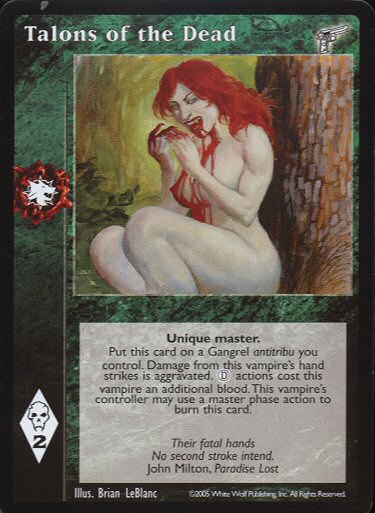 Talons of the Dead
Unique master.
Put this card on a Gangrel antitribu you
control. Damage from this vampire's hand
strikes is aggravated. D actions cost this
vampire an additional blood. This vampire's
controller may use a master phase action to
burn this card.
Their fatal hands
No second stroke intend.
John Milton, Paradise Lost
2
Illus. Brian LeBlanc
©2005 White Wolf Publishing, Inc. All Rights Reserved.